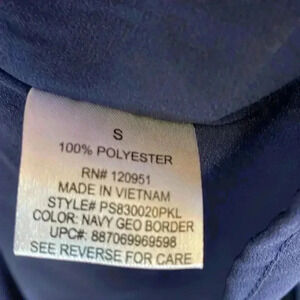 S
100% POLYESTER
RN# 120951
MADE IN VIETNAM
STYLE# PS830020PKL
COLOR: NAVY GEO BORDER
UPC#: 887069969598
SEE REVERSE FOR CARE